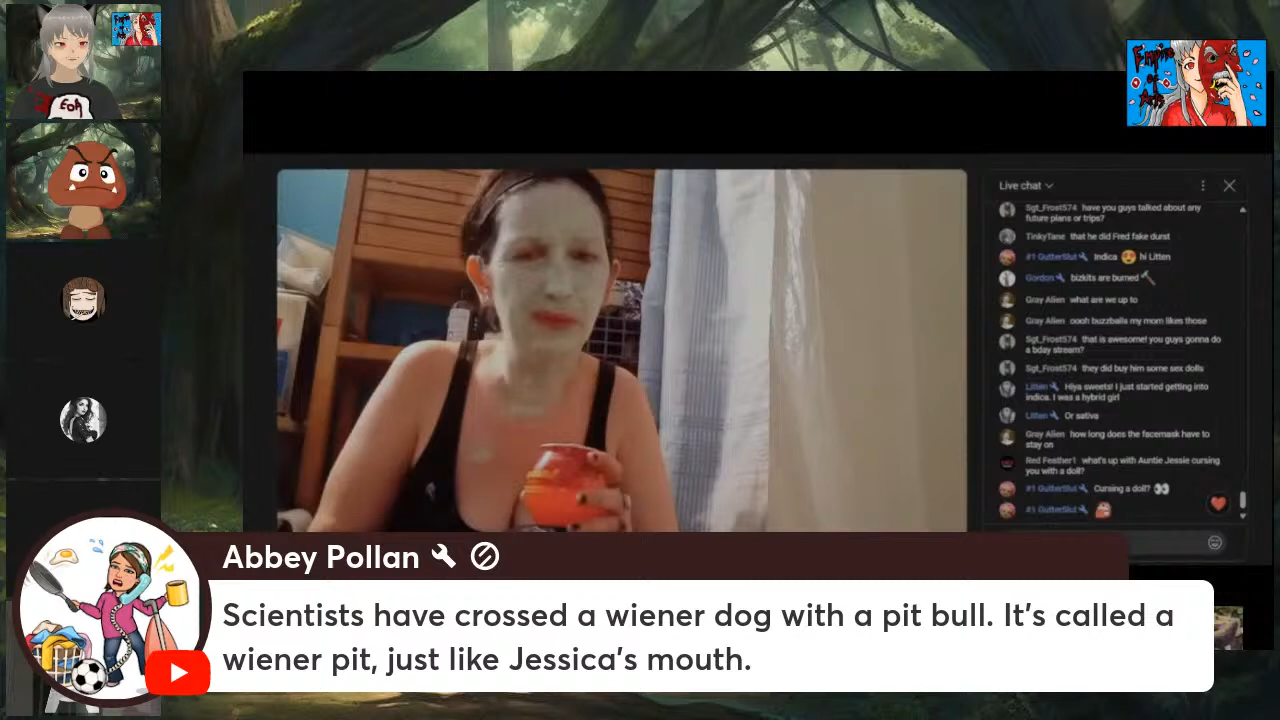 Empire
of
Arts
EoA
Live chat
Sgt_Frost574 have you guys talked about any
future plans or trips?
TinkyTane that he did Fred fake durst
#1 GutterSlut Indica 😍 hi Litten
Gordon bizkits are burned 🔨
Gray Alien what are we up to
Gray Alien oooh buzzballs my mom likes those
Sgt_Frost574 that is awesome! you guys gonna do
a bday stream?
Sgt_Frost574 they did buy him some sex dolls
Litten Hiya sweets! I just started getting into
indica. I was a hybrid girl
Litten Or sativa
Gray Alien how long does the facemask have to
stay on
Red Feather1 what's up with Auntie Jessie cursing
you with a doll?
#1 GutterSlut Cursing a doll? 👀
#1 GutterSlut
Abbey Pollan
Scientists have crossed a wiener dog with a pit bull. It's called a
wiener pit, just like Jessica's mouth.